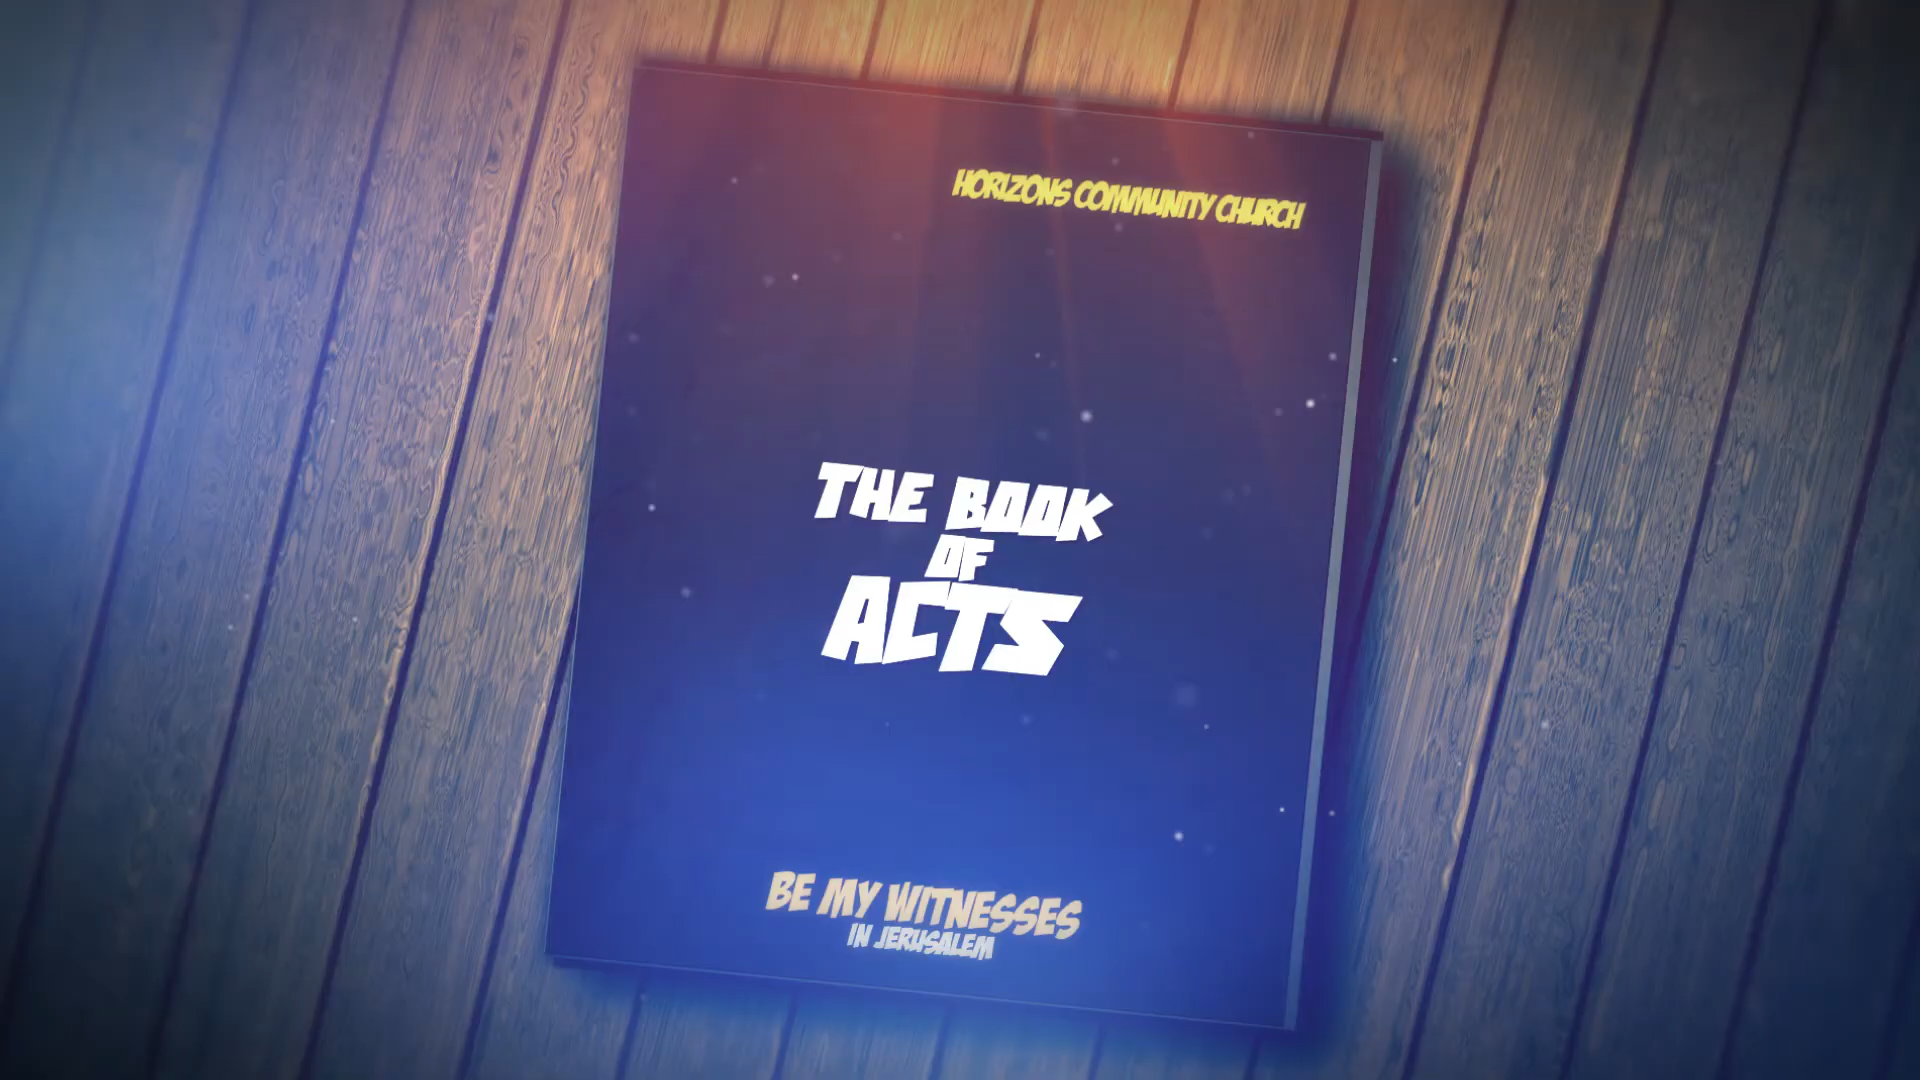 HORIZONS COMMUNITY CHURCH
THE BOOK
OF
ACTS
BE MY WITNESSES
IN JERUSALEM